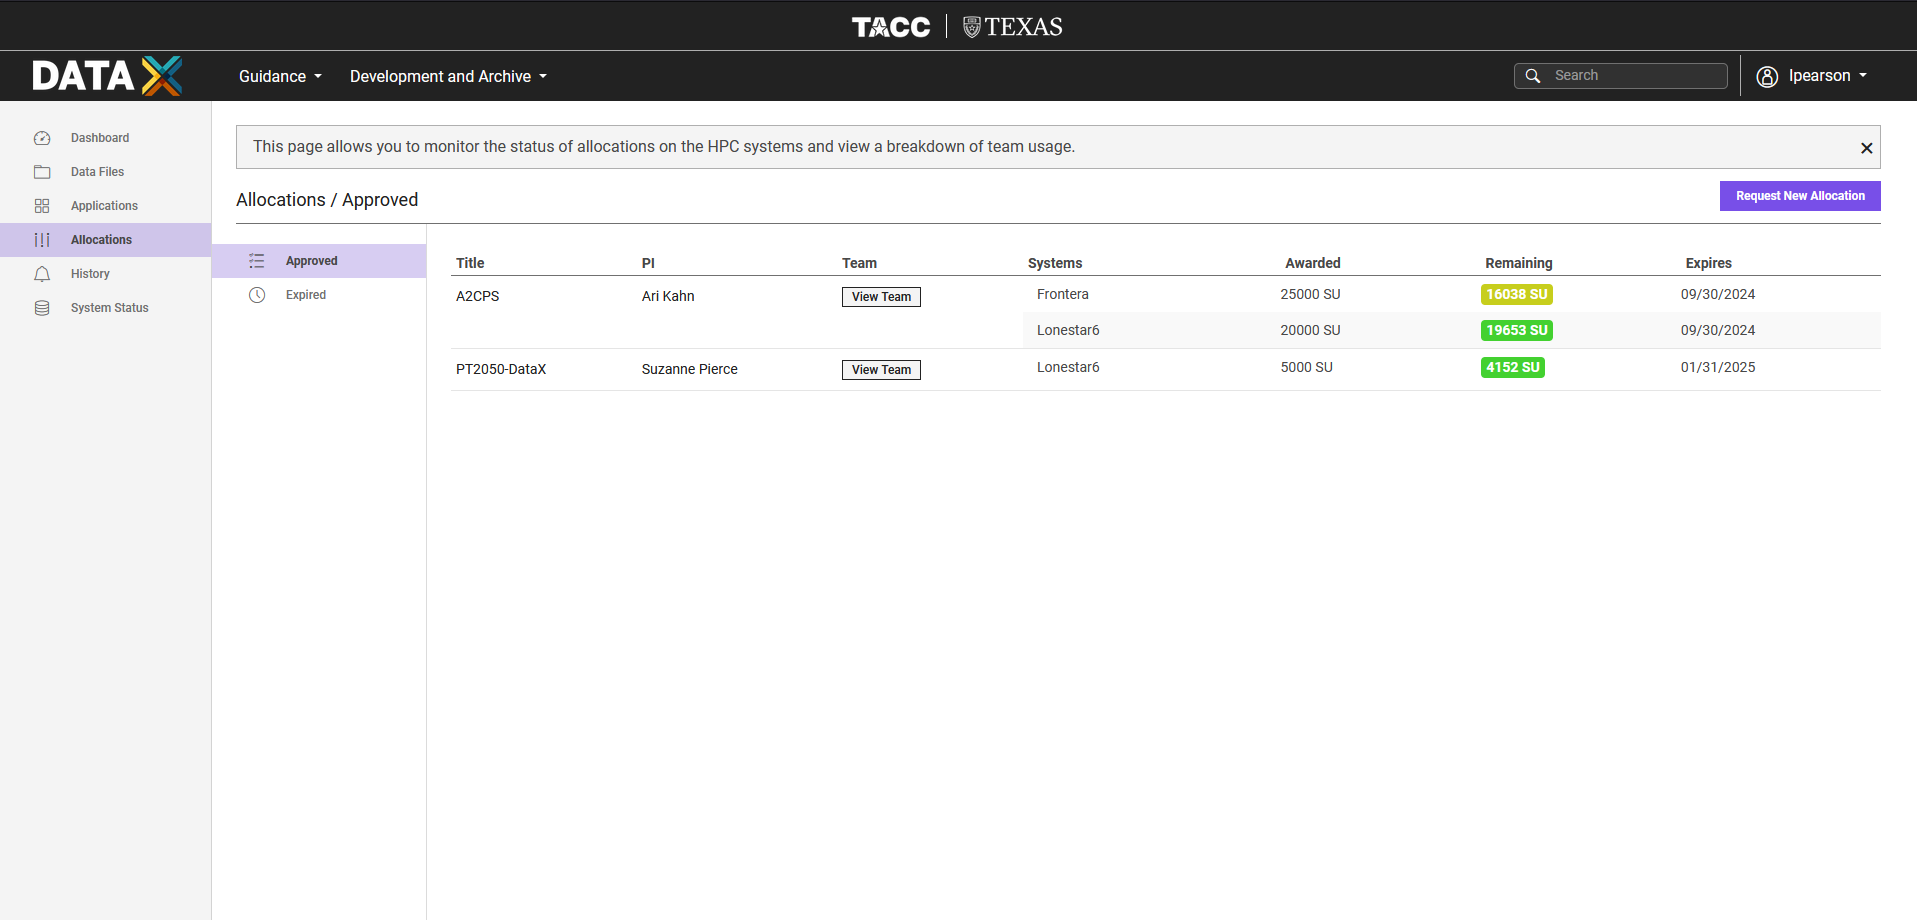 TACC TEXAS
DATA X Guidance Development and Archive Search lpearson
Dashboard
Data Files
Applications
Allocations
History
System Status
This page allows you to monitor the status of allocations on the HPC systems and view a breakdown of team usage.
Allocations / Approved
Request New Allocation
Approved
Expired
Title PI Team Systems Awarded Remaining Expires
A2CPS Ari Kahn View Team Frontera 25000 SU 16038 SU 09/30/2024
Lonestar6 20000 SU 19653 SU 09/30/2024
PT2050-DataX Suzanne Pierce View Team Lonestar6 5000 SU 4152 SU 01/31/2025